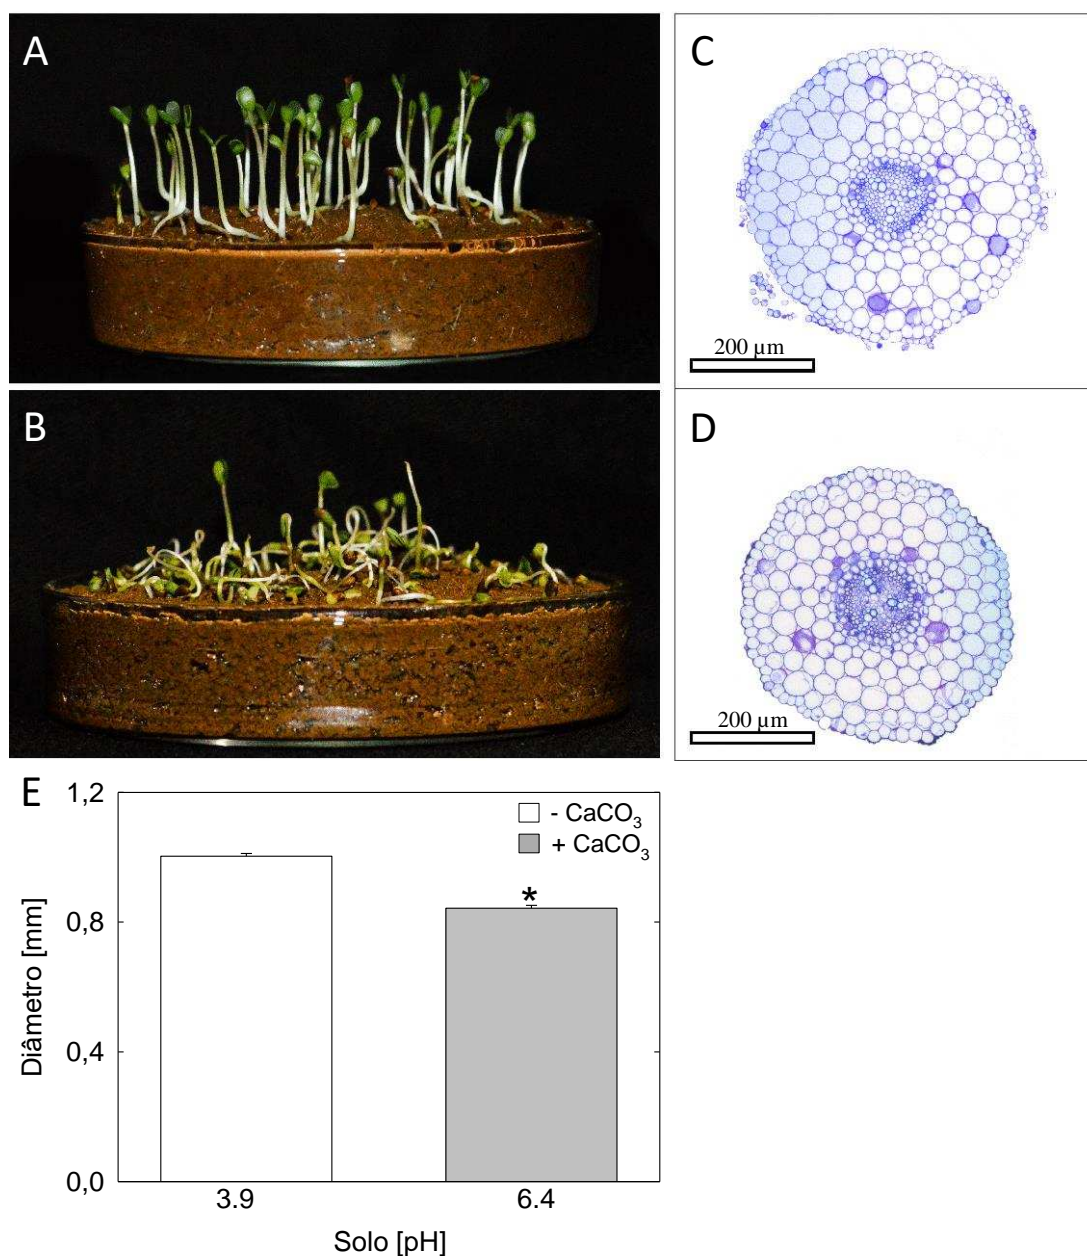 A
C
200 µm
B
D
200 µm
E
1,2
- CaCO₃
+ CaCO₃
*
0,8
0,4
0,0
Diâmetro [mm]
3.9
6.4
Solo [pH]